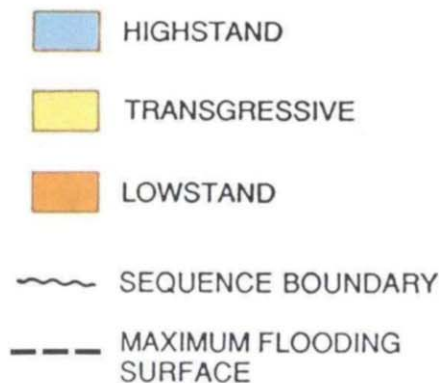 HIGHSTAND
TRANSGRESSIVE
LOWSTAND
SEQUENCE BOUNDARY
MAXIMUM FLOODING
SURFACE